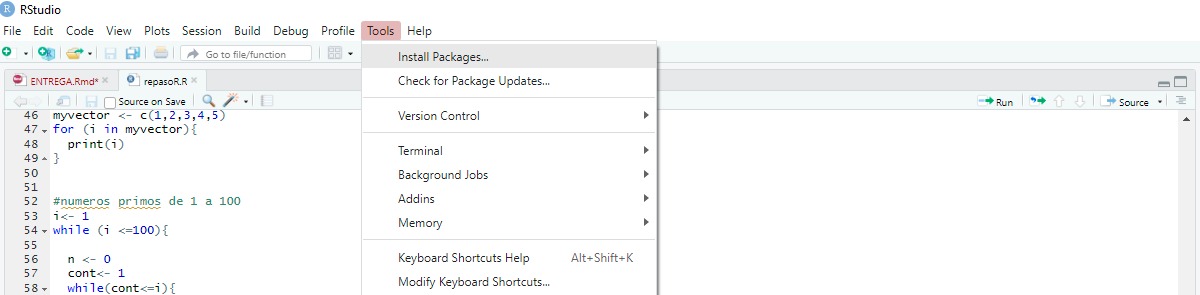 RStudio
File Edit Code View Plots Session Build Debug Profile Tools Help
Go to file/function
Install Packages...
Check for Package Updates...
Version Control
Terminal
Background Jobs
Addins
Memory
Keyboard Shortcuts Help Alt+Shift+K
Modify Keyboard Shortcuts...
ENTREGA.Rmd* repasoR.R
Source on Save Run Source
46 myvector <- c(1,2,3,4,5)
47 for (i in myvector){
48 print(i)
49 }
50
51
52 #numeros primos de 1 a 100
53 i<- 1
54 while (i <=100){
55
56 n <- 0
57 cont<- 1
58 while(cont<=i){